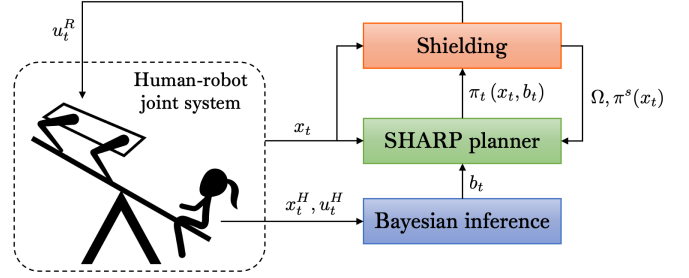 u_t^R
Shielding
Human-robot
joint system
π_t (x_t, b_t)
Ω, π^s(x_t)
x_t
SHARP planner
b_t
x_t^H, u_t^H
Bayesian inference